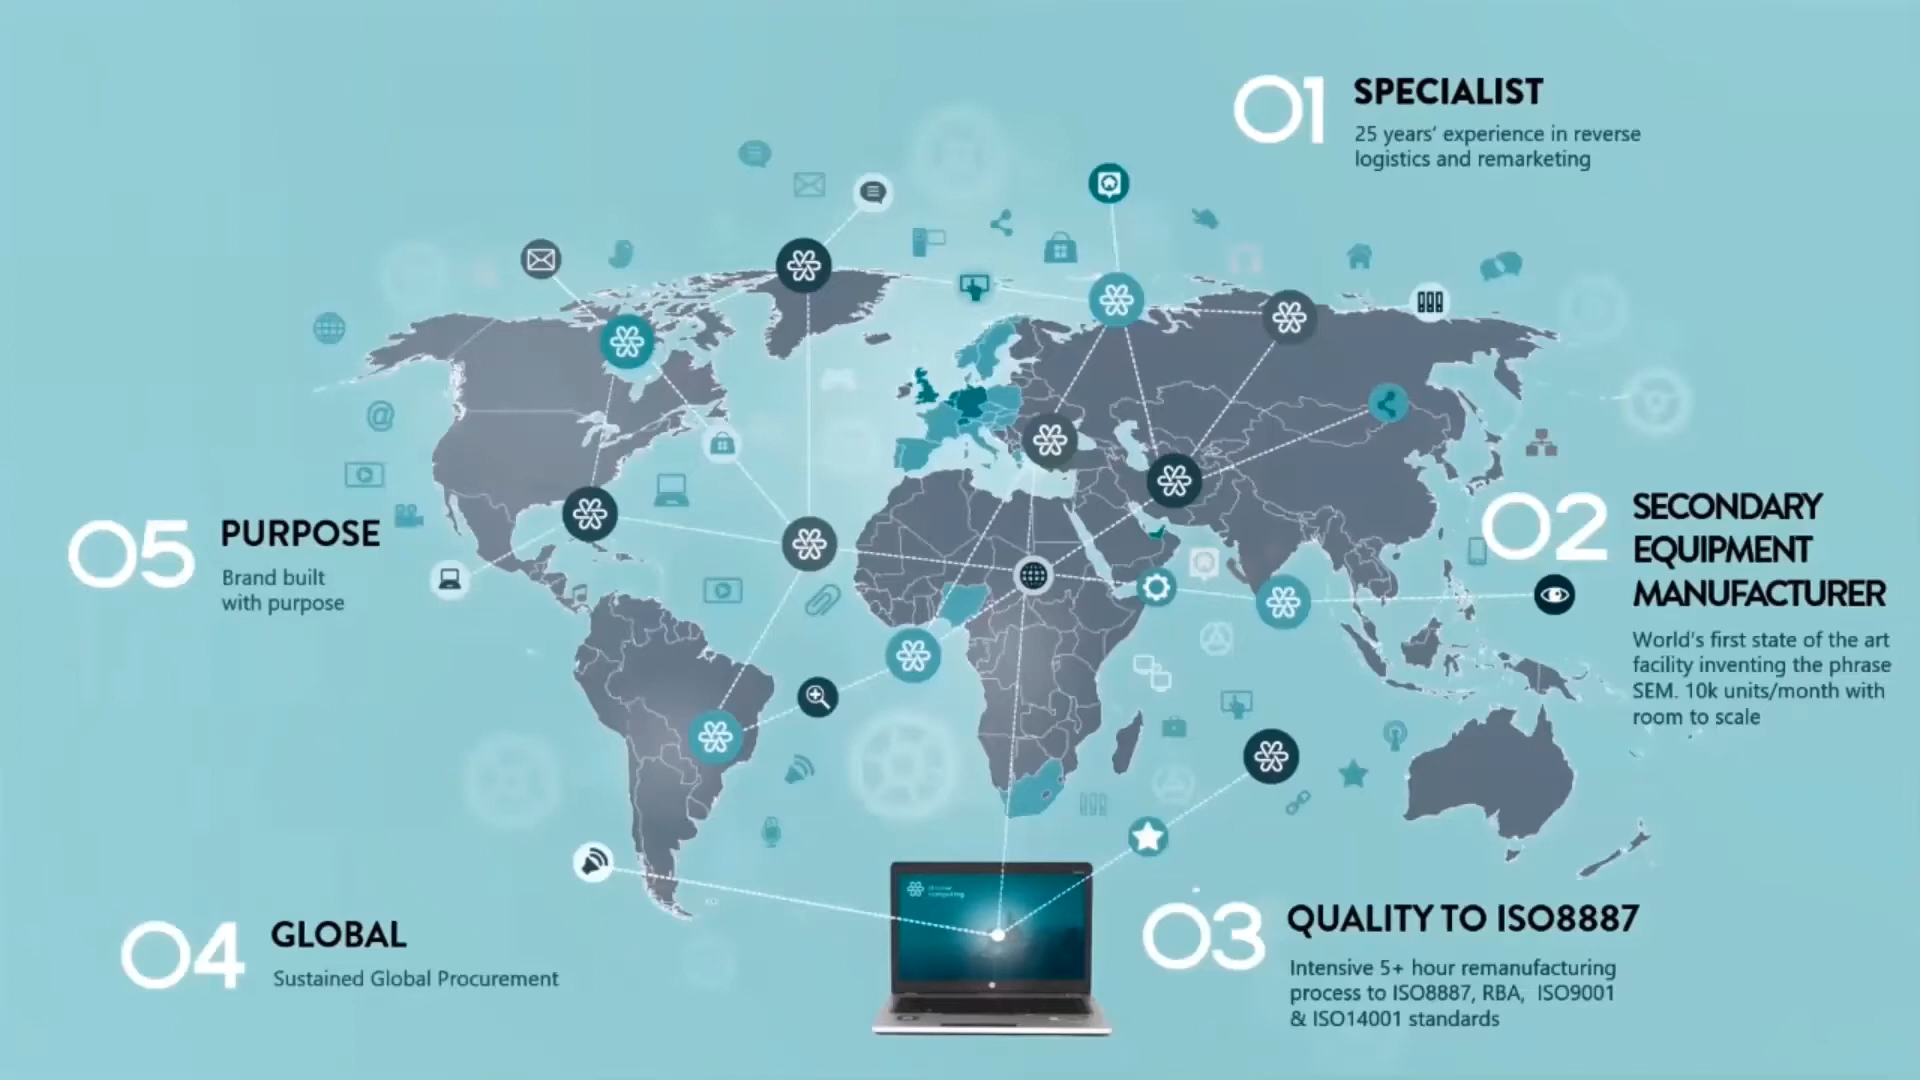 01
SPECIALIST
25 years' experience in reverse
logistics and remarketing
02
SECONDARY
EQUIPMENT
MANUFACTURER
World's first state of the art
facility inventing the phrase
SEM. 10k units/month with
room to scale
03
QUALITY TO ISO8887
Intensive 5+ hour remanufacturing
process to ISO8887, RBA, ISO9001
& ISO14001 standards
04
GLOBAL
Sustained Global Procurement
05
PURPOSE
Brand built
with purpose
@
computing